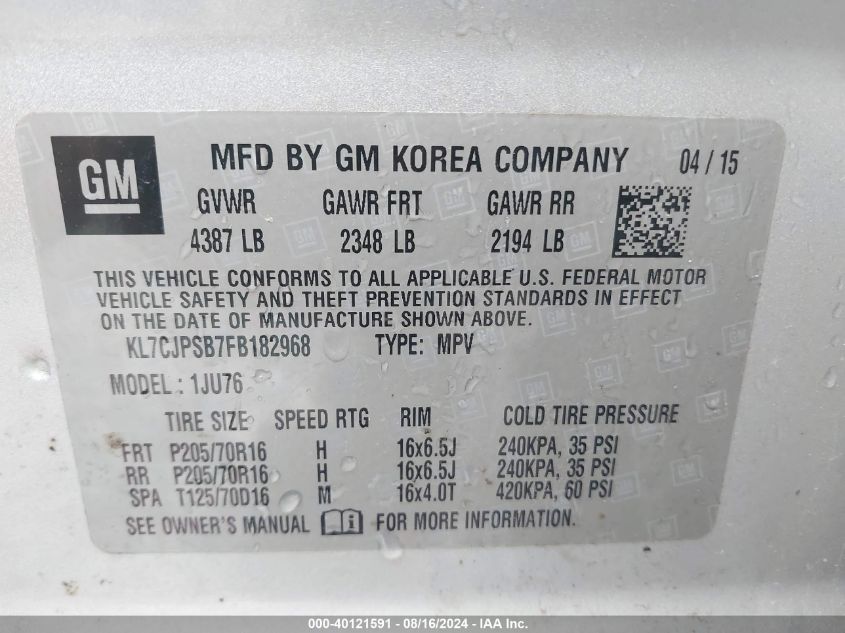 GM MFD BY GM KOREA COMPANY 04 / 15
GVWR GAWR FRT GAWR RR
4387 LB 2348 LB 2194 LB
THIS VEHICLE CONFORMS TO ALL APPLICABLE U.S. FEDERAL MOTOR
VEHICLE SAFETY AND THEFT PREVENTION STANDARDS IN EFFECT
ON THE DATE OF MANUFACTURE SHOWN ABOVE.
KL7CJPSB7FB182968 TYPE: MPV
MODEL: 1JU76
TIRE SIZE SPEED RTG RIM COLD TIRE PRESSURE
FRT P205/70R16 H 16x6.5J 240KPA, 35 PSI
RR P205/70R16 H 16x6.5J 240KPA, 35 PSI
SPA T125/70D16 M 16x4.0T 420KPA, 60 PSI
SEE OWNER'S MANUAL i FOR MORE INFORMATION.
000-40121591 / 08/16/2024 - IAA Inc.